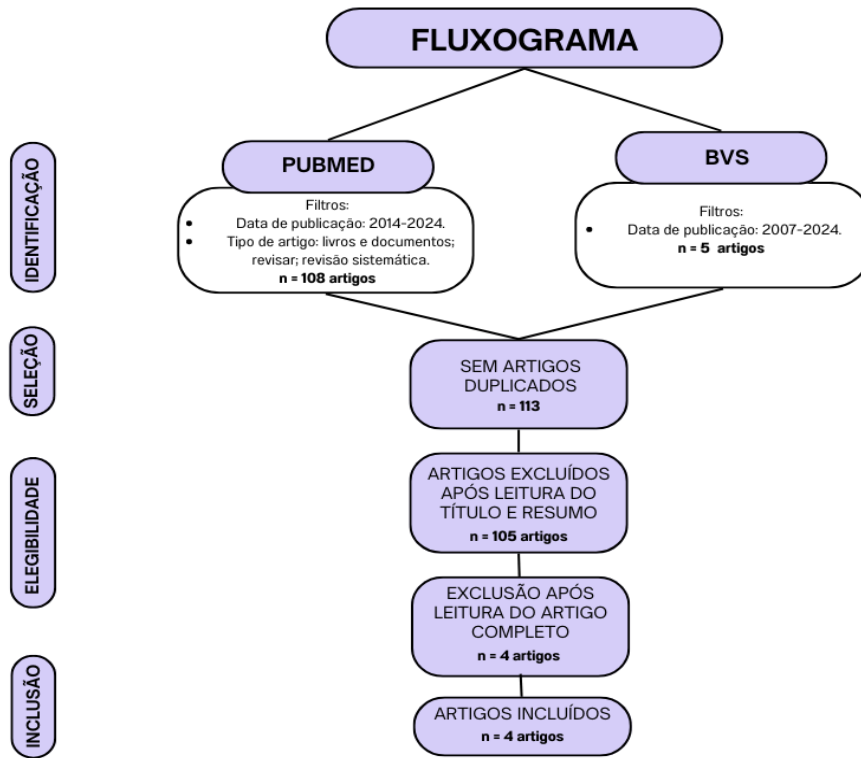 FLUXOGRAMA
IDENTIFICAÇÃO
PUBMED
Filtros:
• Data de publicação: 2014-2024.
• Tipo de artigo: livros e documentos;
revisar; revisão sistemática.
n = 108 artigos
BVS
Filtros:
• Data de publicação: 2007-2024.
n = 5 artigos
SELEÇÃO
SEM ARTIGOS
DUPLICADOS
n = 113
ELEGIBILIDADE
ARTIGOS EXCLUÍDOS
APÓS LEITURA DO
TÍTULO E RESUMO
n = 105 artigos
EXCLUSÃO APÓS
LEITURA DO ARTIGO
COMPLETO
n = 4 artigos
INCLUSÃO
ARTIGOS INCLUÍDOS
n = 4 artigos